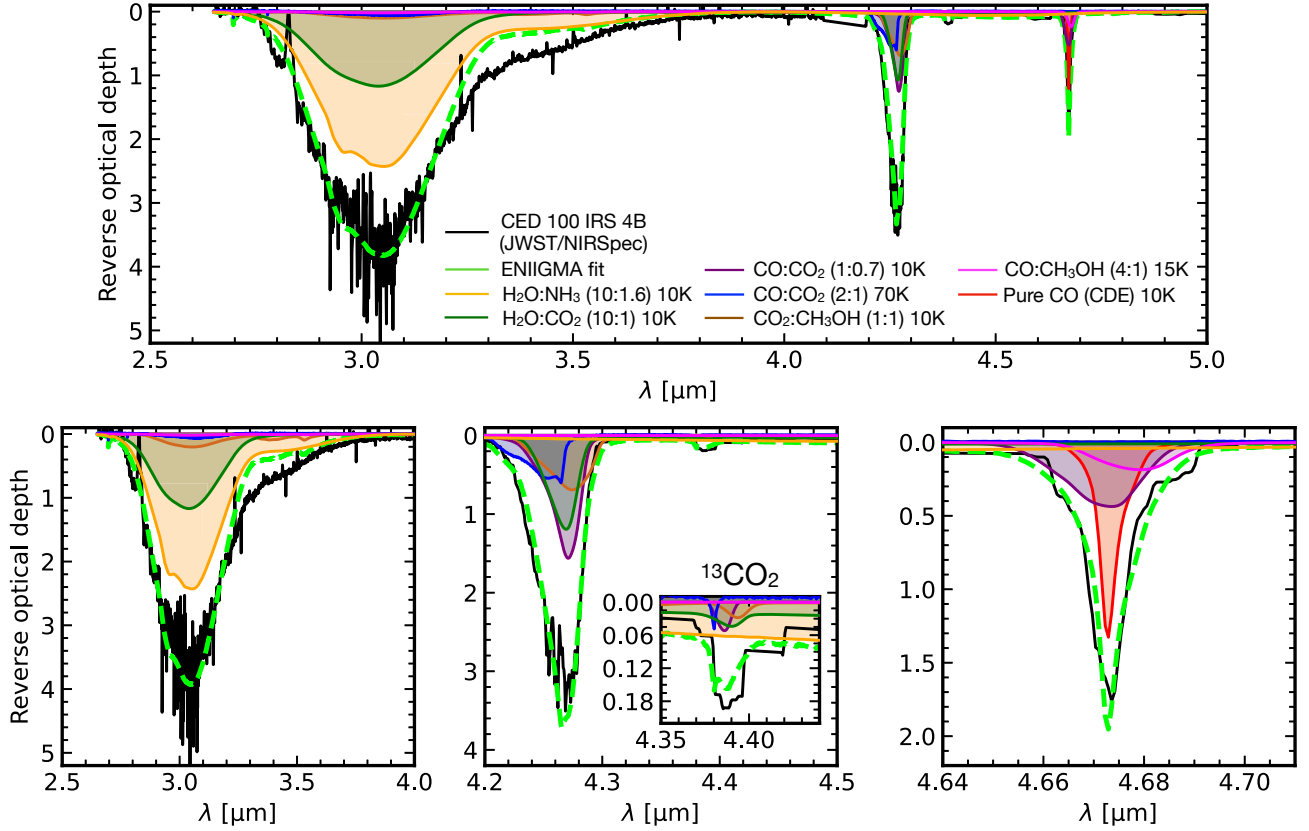 0
1
2
3
4
5
Reverse optical depth
CED 100 IRS 4B
(JWST/NIRSpec)
ENIIGMA fit
H₂O:NH₃ (10:1.6) 10K
H₂O:CO₂ (10:1) 10K
CO:CO₂ (1:0.7) 10K
CO:CO₂ (2:1) 70K
CO₂:CH₃OH (1:1) 10K
CO:CH₃OH (4:1) 15K
Pure CO (CDE) 10K
2.5 3.0 3.5 4.0 4.5 5.0
λ [μm]
0
1
2
3
4
5
Reverse optical depth
2.5 3.0 3.5 4.0
λ [μm]
0
1
2
3
4
4.2 4.3 4.4 4.5
λ [μm]
¹³CO₂
0.00
0.06
0.12
0.18
4.35 4.40
0.0
0.5
1.0
1.5
2.0
4.64 4.66 4.68 4.70
λ [μm]